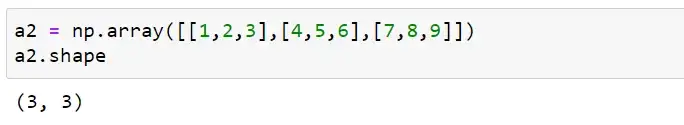 a2 = np.array([[1,2,3],[4,5,6],[7,8,9]])
a2.shape
(3, 3)